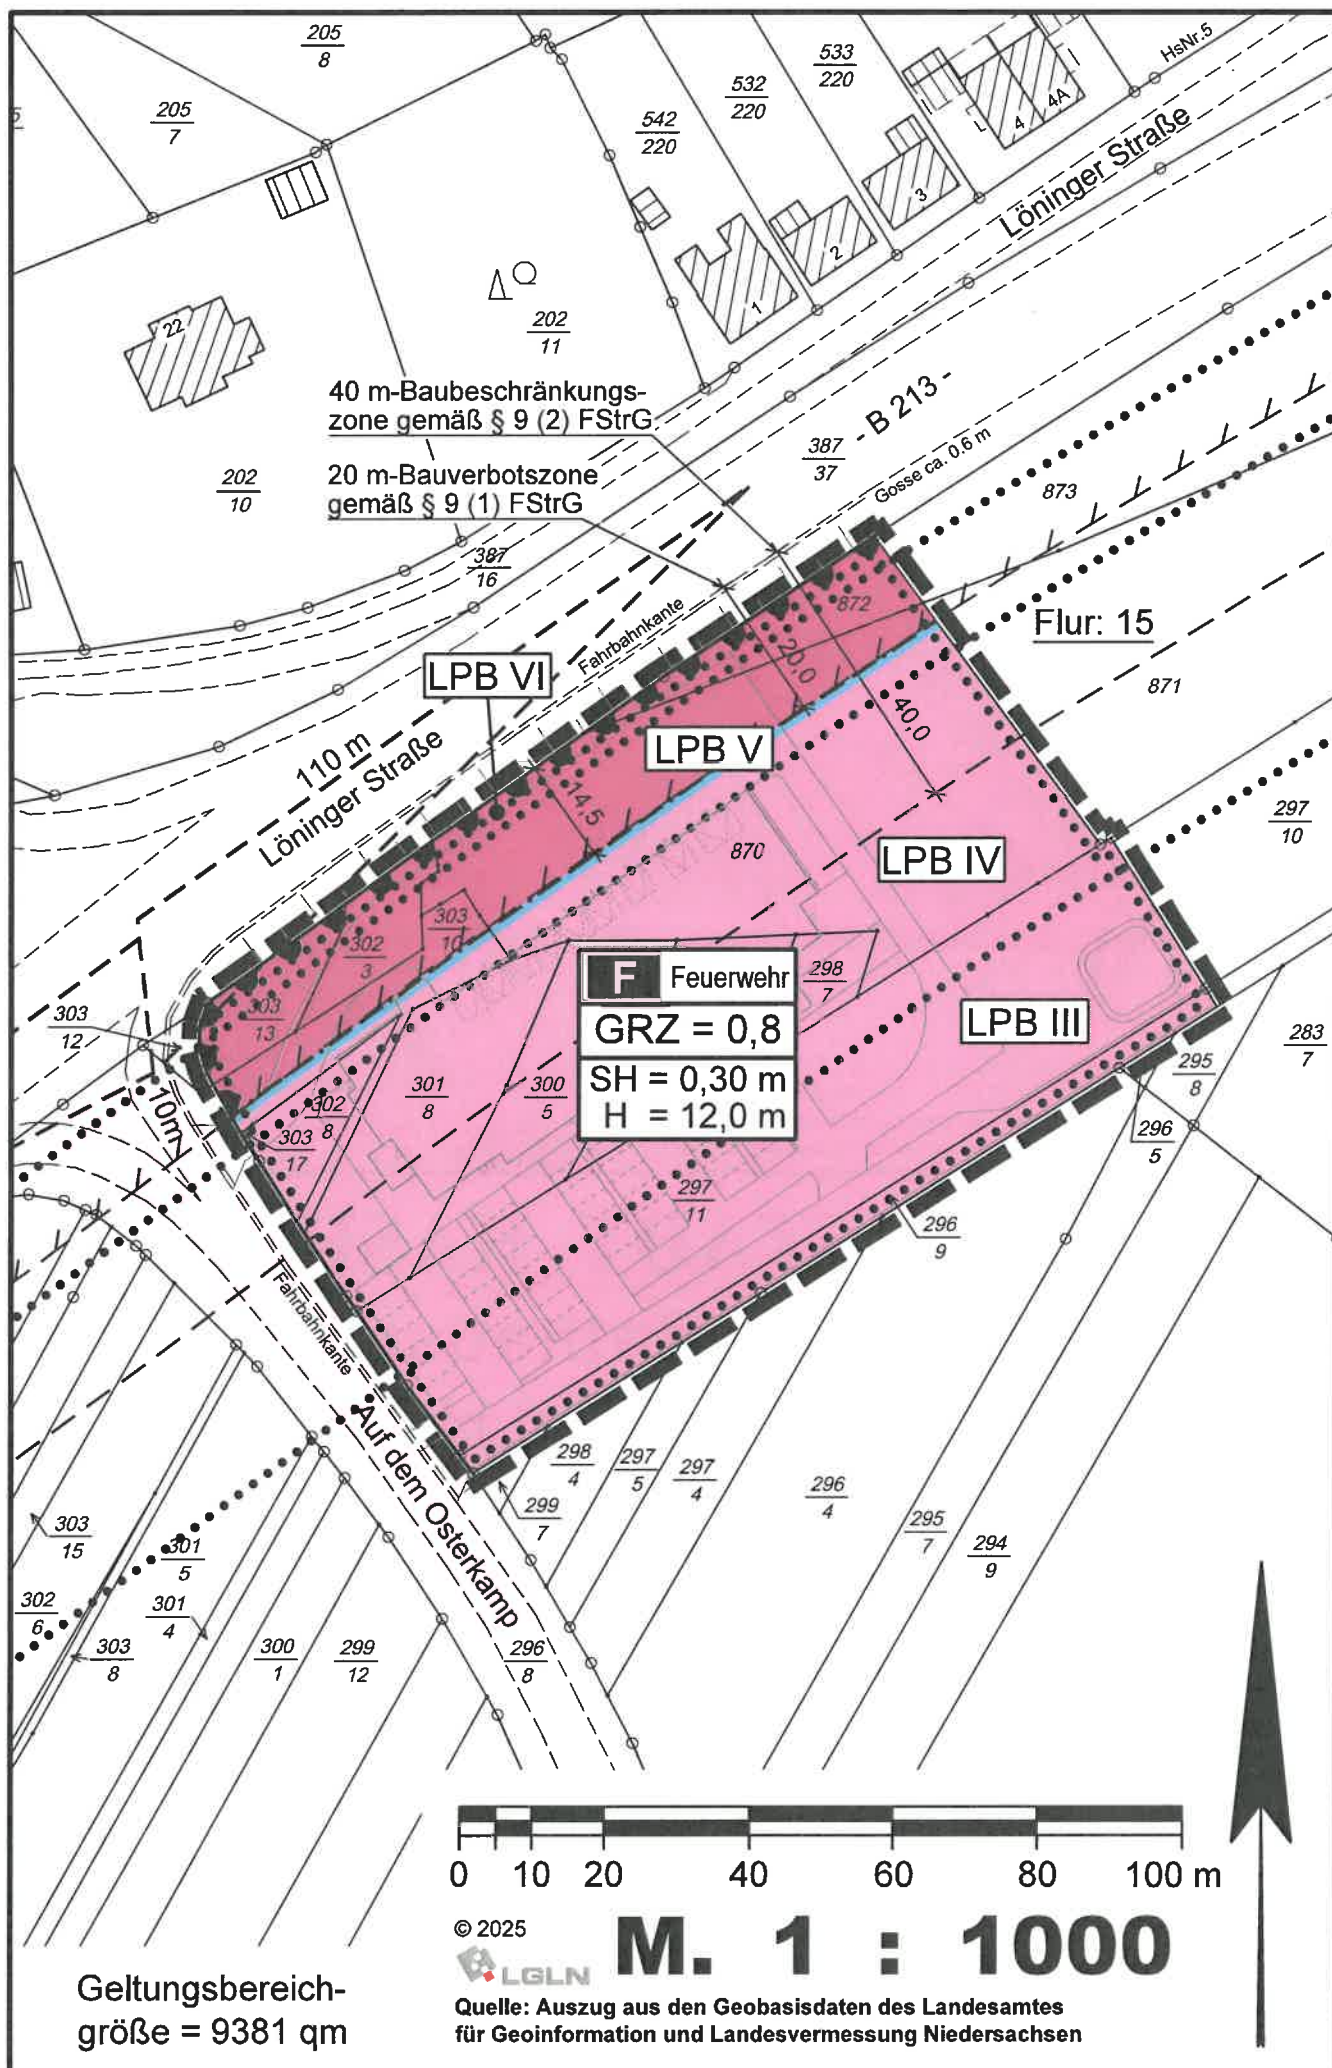 205
8
205
7
532
220
533
220
542
220
HsNr.5
4A
4
3
2
1
Löninger Straße
22
202
11
40 m-Baubeschränkungs-
zone gemäß § 9 (2) FStrG
20 m-Bauverbotszone
gemäß § 9 (1) FStrG
202
10
387
16
387
37
- B 213 -
Gosse ca. 0,6 m
873
872
Flur: 15
871
Fahrbahnkante
LPB VI
20,0
40,0
LPB V
110 m
Löninger Straße
14,5
870
LPB IV
297
10
303
10
302
3
303
13
303
12
F Feuerwehr
GRZ = 0,8
SH = 0,30 m
H = 12,0 m
298
7
LPB III
283
7
295
8
296
5
10m
302
8
303
17
301
8
300
5
297
11
296
9
Fahrbahnkante
Auf dem Osterkamp
298
4
297
5
297
4
299
7
296
4
295
7
294
9
303
15
301
5
302
6
301
4
303
8
300
1
299
12
296
8
0 10 20 40 60 80 100 m
© 2025
LGLN
M. 1 : 1000
Geltungsbereich-
größe = 9381 qm
Quelle: Auszug aus den Geobasisdaten des Landesamtes
für Geoinformation und Landesvermessung Niedersachsen